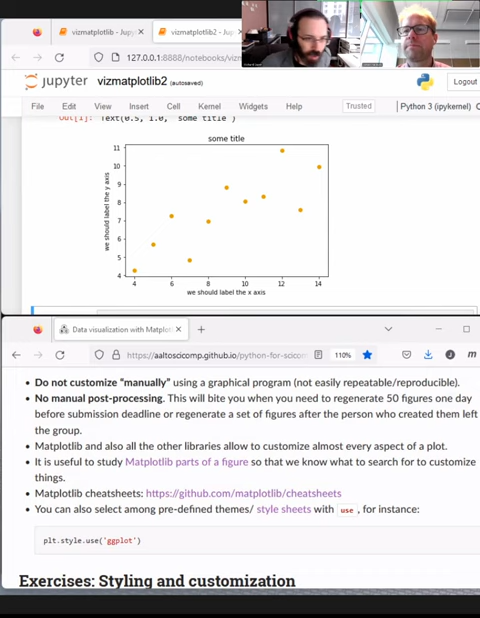 vizmatplotlib - Jupy
vizmatplotlib2 - Jup
127.0.0.1:8888/notebooks/viz
jupyter vizmatplotlib2 (autosaved)
Logout
File Edit View Insert Cell Kernel Widgets Help
Trusted
Python 3 (ipykernel)
Out[1]: Text(0.5, 1.0, 'some title')
some title
11
10
9
8
7
6
5
4
we should label the y axis
4 6 8 10 12 14
we should label the x axis
Data visualization with Matplot
https://aaltoscicomp.github.io/python-for-scicom
110%
Do not customize “manually” using a graphical program (not easily repeatable/reproducible).
No manual post-processing. This will bite you when you need to regenerate 50 figures one day
before submission deadline or regenerate a set of figures after the person who created them left
the group.
Matplotlib and also all the other libraries allow to customize almost every aspect of a plot.
It is useful to study Matplotlib parts of a figure so that we know what to search for to customize
things.
Matplotlib cheatsheets: https://github.com/matplotlib/cheatsheets
You can also select among pre-defined themes/ style sheets with use , for instance:
plt.style.use('ggplot')
Exercises: Styling and customization